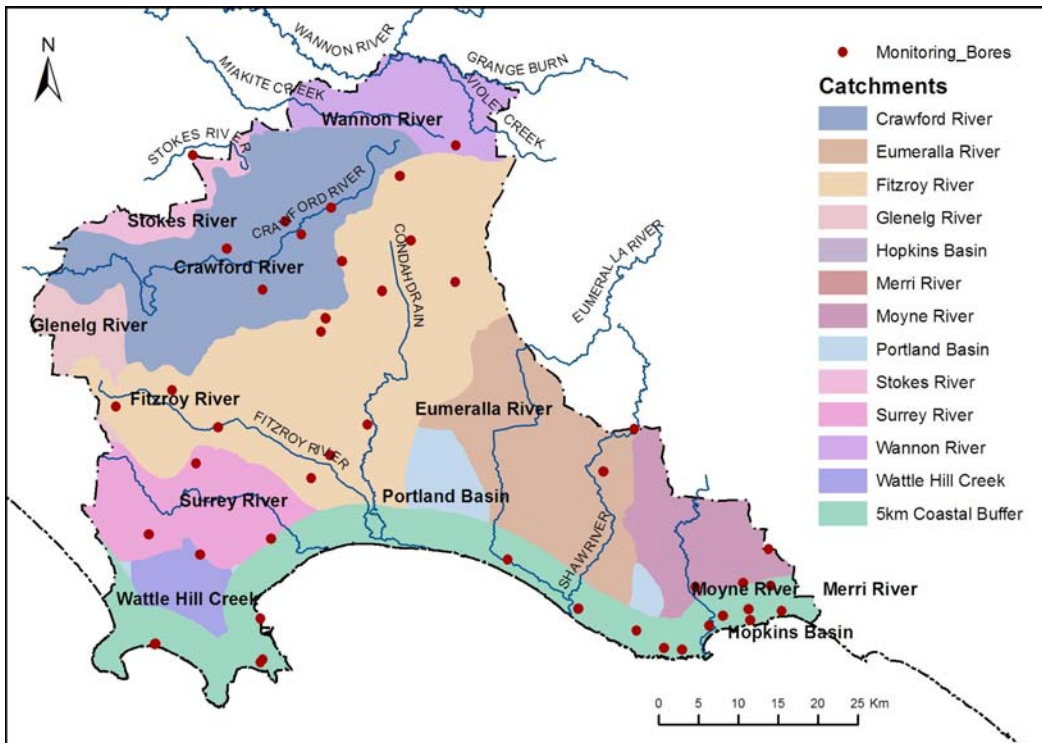 N
WANNON RIVER
MIAKITE CREEK
GRANGE BURN
VIOLET CREEK
Wannon River
STOKES RIVER
CRAWFORD RIVER
Stokes River
Crawford River
CONDAHDRAIN
EUMERALLA RIVER
Glenelg River
Fitzroy River
Eumeralla River
FITZROY RIVER
Portland Basin
Surrey River
SHAWRIVER
Wattle Hill Creek
Moyne River
Merri River
Hopkins Basin
Monitoring_Bores
Catchments
Crawford River
Eumeralla River
Fitzroy River
Glenelg River
Hopkins Basin
Merri River
Moyne River
Portland Basin
Stokes River
Surrey River
Wannon River
Wattle Hill Creek
5km Coastal Buffer
0 5 10 15 20 25 Km